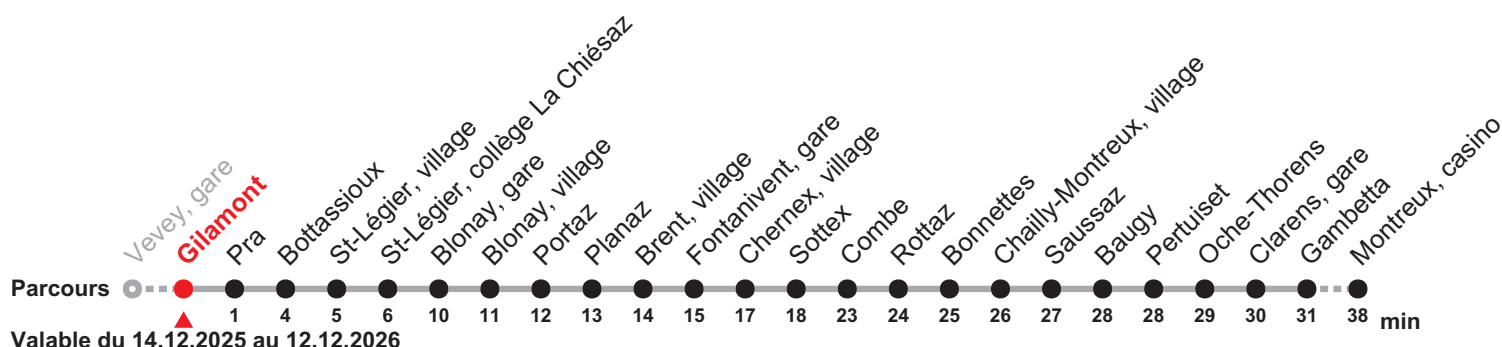 Vevey, gare
Gilamont
Pra
Bottassioux
St-Légier, village
St-Légier, collège La Chiésaz
Blonay, gare
Blonay, village
Portaz
Planaz
Brent, village
Fontanivent, gare
Chernex, village
Sottex
Combe
Rottaz
Bonnettes
Chailly-Montreux, village
Saussaz
Baugy
Pertuiset
Oche-Thorens
Clarens, gare
Gambetta
Montreux, casino
Parcours
1 4 5 6 10 11 12 13 14 15 17 18 23 24 25 26 27 28 28 29 30 31 38 min
Valable du 14.12.2025 au 12.12.2026